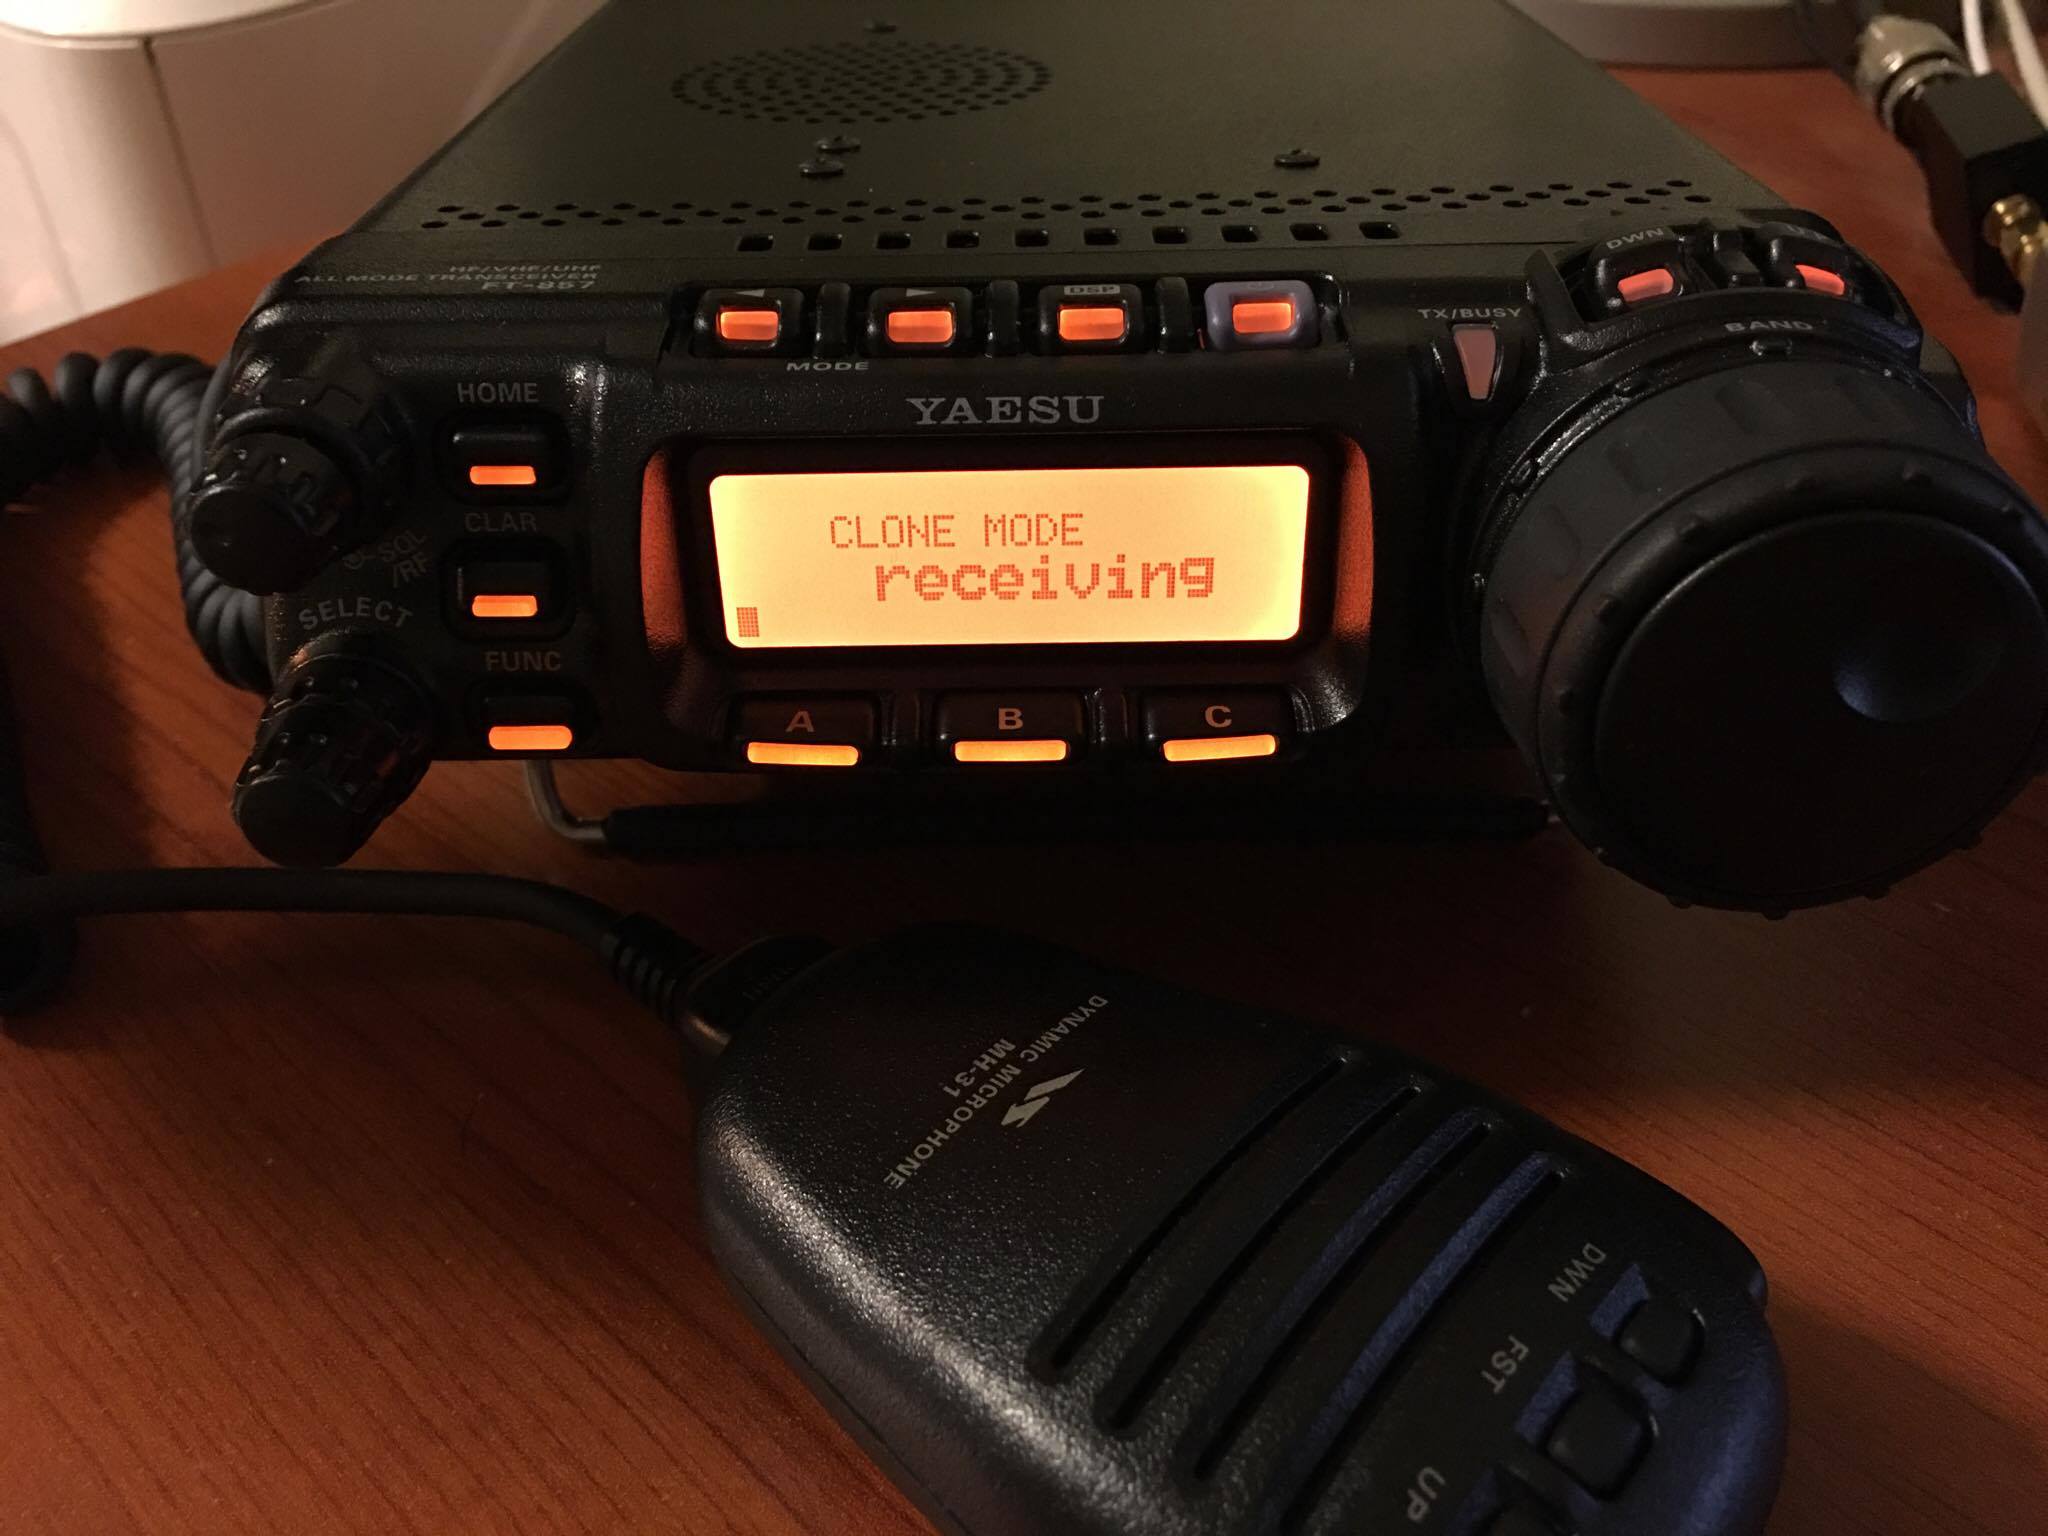 HF/VHF/UHF
ALL MODE TRANSCEIVER
FT-857
DSP
DWN
TX/BUSY
BAND
MODE
HOME
YAESU
CLAR
SQL
/RF
SELECT
FUNC
CLONE MODE
receiving
A
B
C
DYNAMIC MICROPHONE
MH-31
DWN
FST
UP